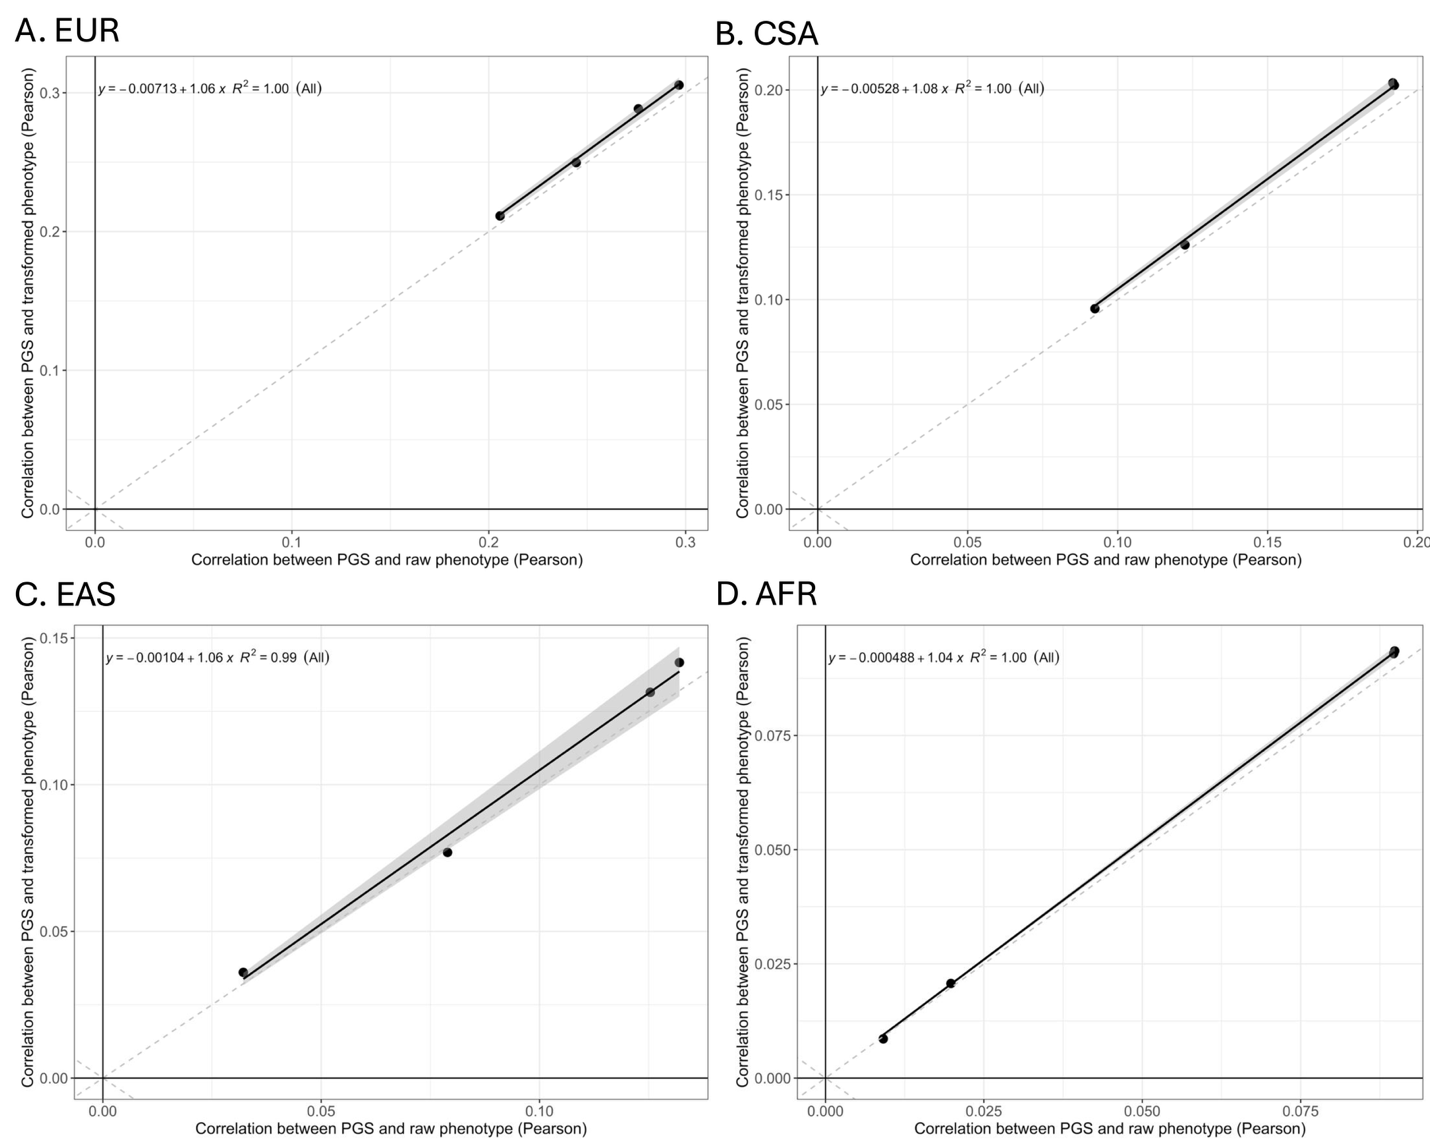 A. EUR
y = −0.00713 + 1.06 x R² = 1.00 (All)
Correlation between PGS and transformed phenotype (Pearson)
0.3
0.2
0.1
0.0
0.0 0.1 0.2 0.3
Correlation between PGS and raw phenotype (Pearson)
B. CSA
y = −0.00528 + 1.08 x R² = 1.00 (All)
Correlation between PGS and transformed phenotype (Pearson)
0.20
0.15
0.10
0.05
0.00
0.00 0.05 0.10 0.15 0.20
Correlation between PGS and raw phenotype (Pearson)
C. EAS
y = −0.00104 + 1.06 x R² = 0.99 (All)
Correlation between PGS and transformed phenotype (Pearson)
0.15
0.10
0.05
0.00
0.00 0.05 0.10
Correlation between PGS and raw phenotype (Pearson)
D. AFR
y = −0.000488 + 1.04 x R² = 1.00 (All)
Correlation between PGS and transformed phenotype (Pearson)
0.075
0.050
0.025
0.000
0.000 0.025 0.050 0.075
Correlation between PGS and raw phenotype (Pearson)